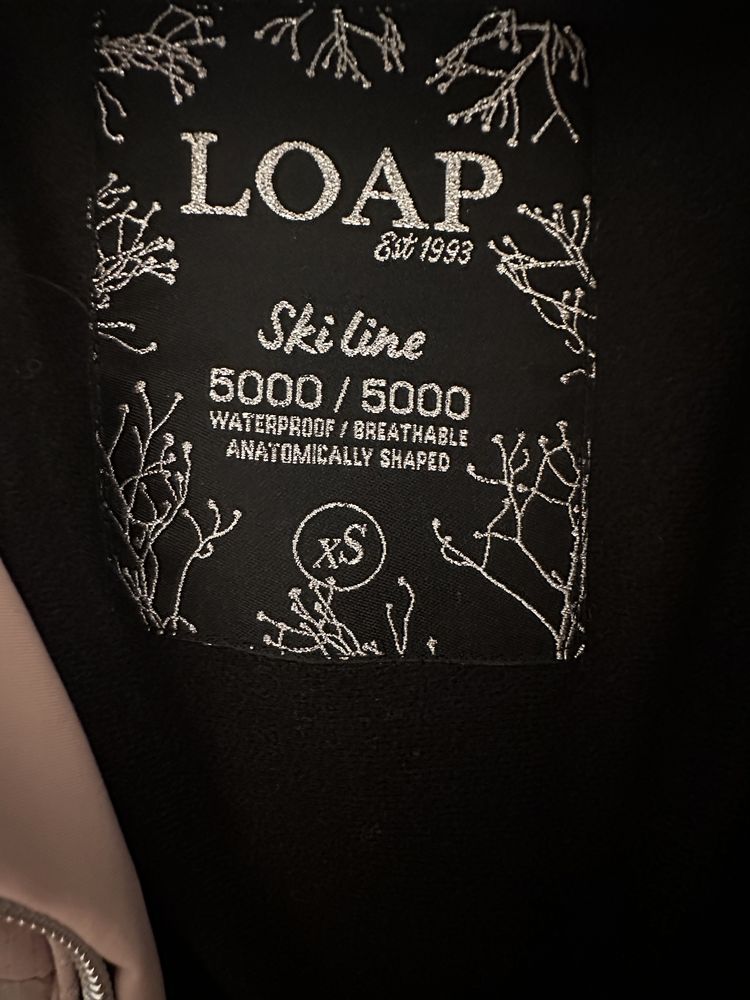 LOAP
Est 1993
Ski line
5000 / 5000
WATERPROOF / BREATHABLE
ANATOMICALLY SHAPED
xS